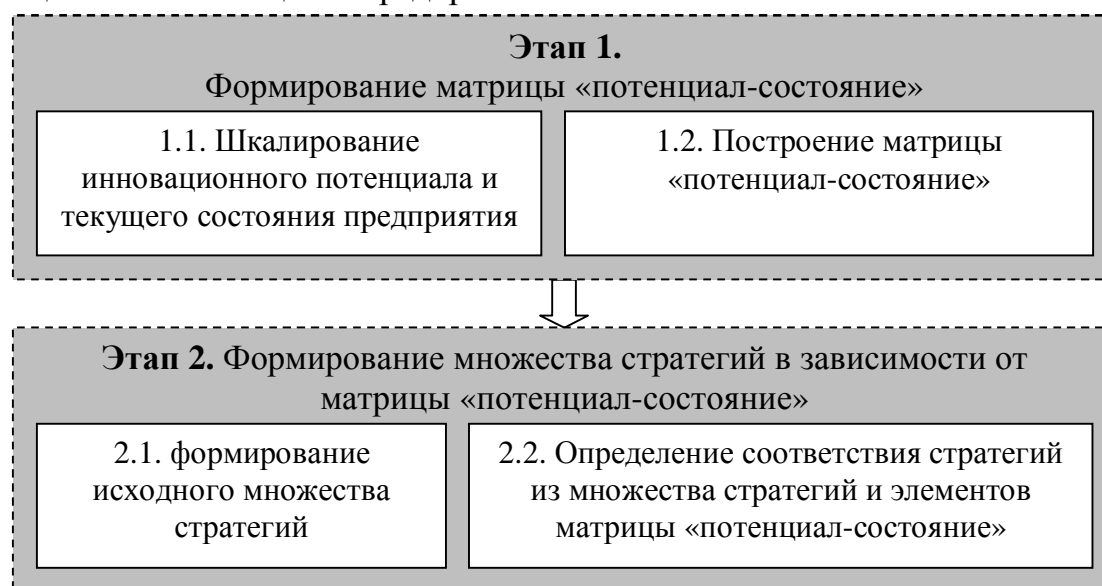 Этап 1.
Формирование матрицы «потенциал-состояние»
1.1. Шкалирование
инновационного потенциала и
текущего состояния предприятия
1.2. Построение матрицы
«потенциал-состояние»
Этап 2. Формирование множества стратегий в зависимости от
матрицы «потенциал-состояние»
2.1. формирование
исходного множества
стратегий
2.2. Определение соответствия стратегий
из множества стратегий и элементов
матрицы «потенциал-состояние»